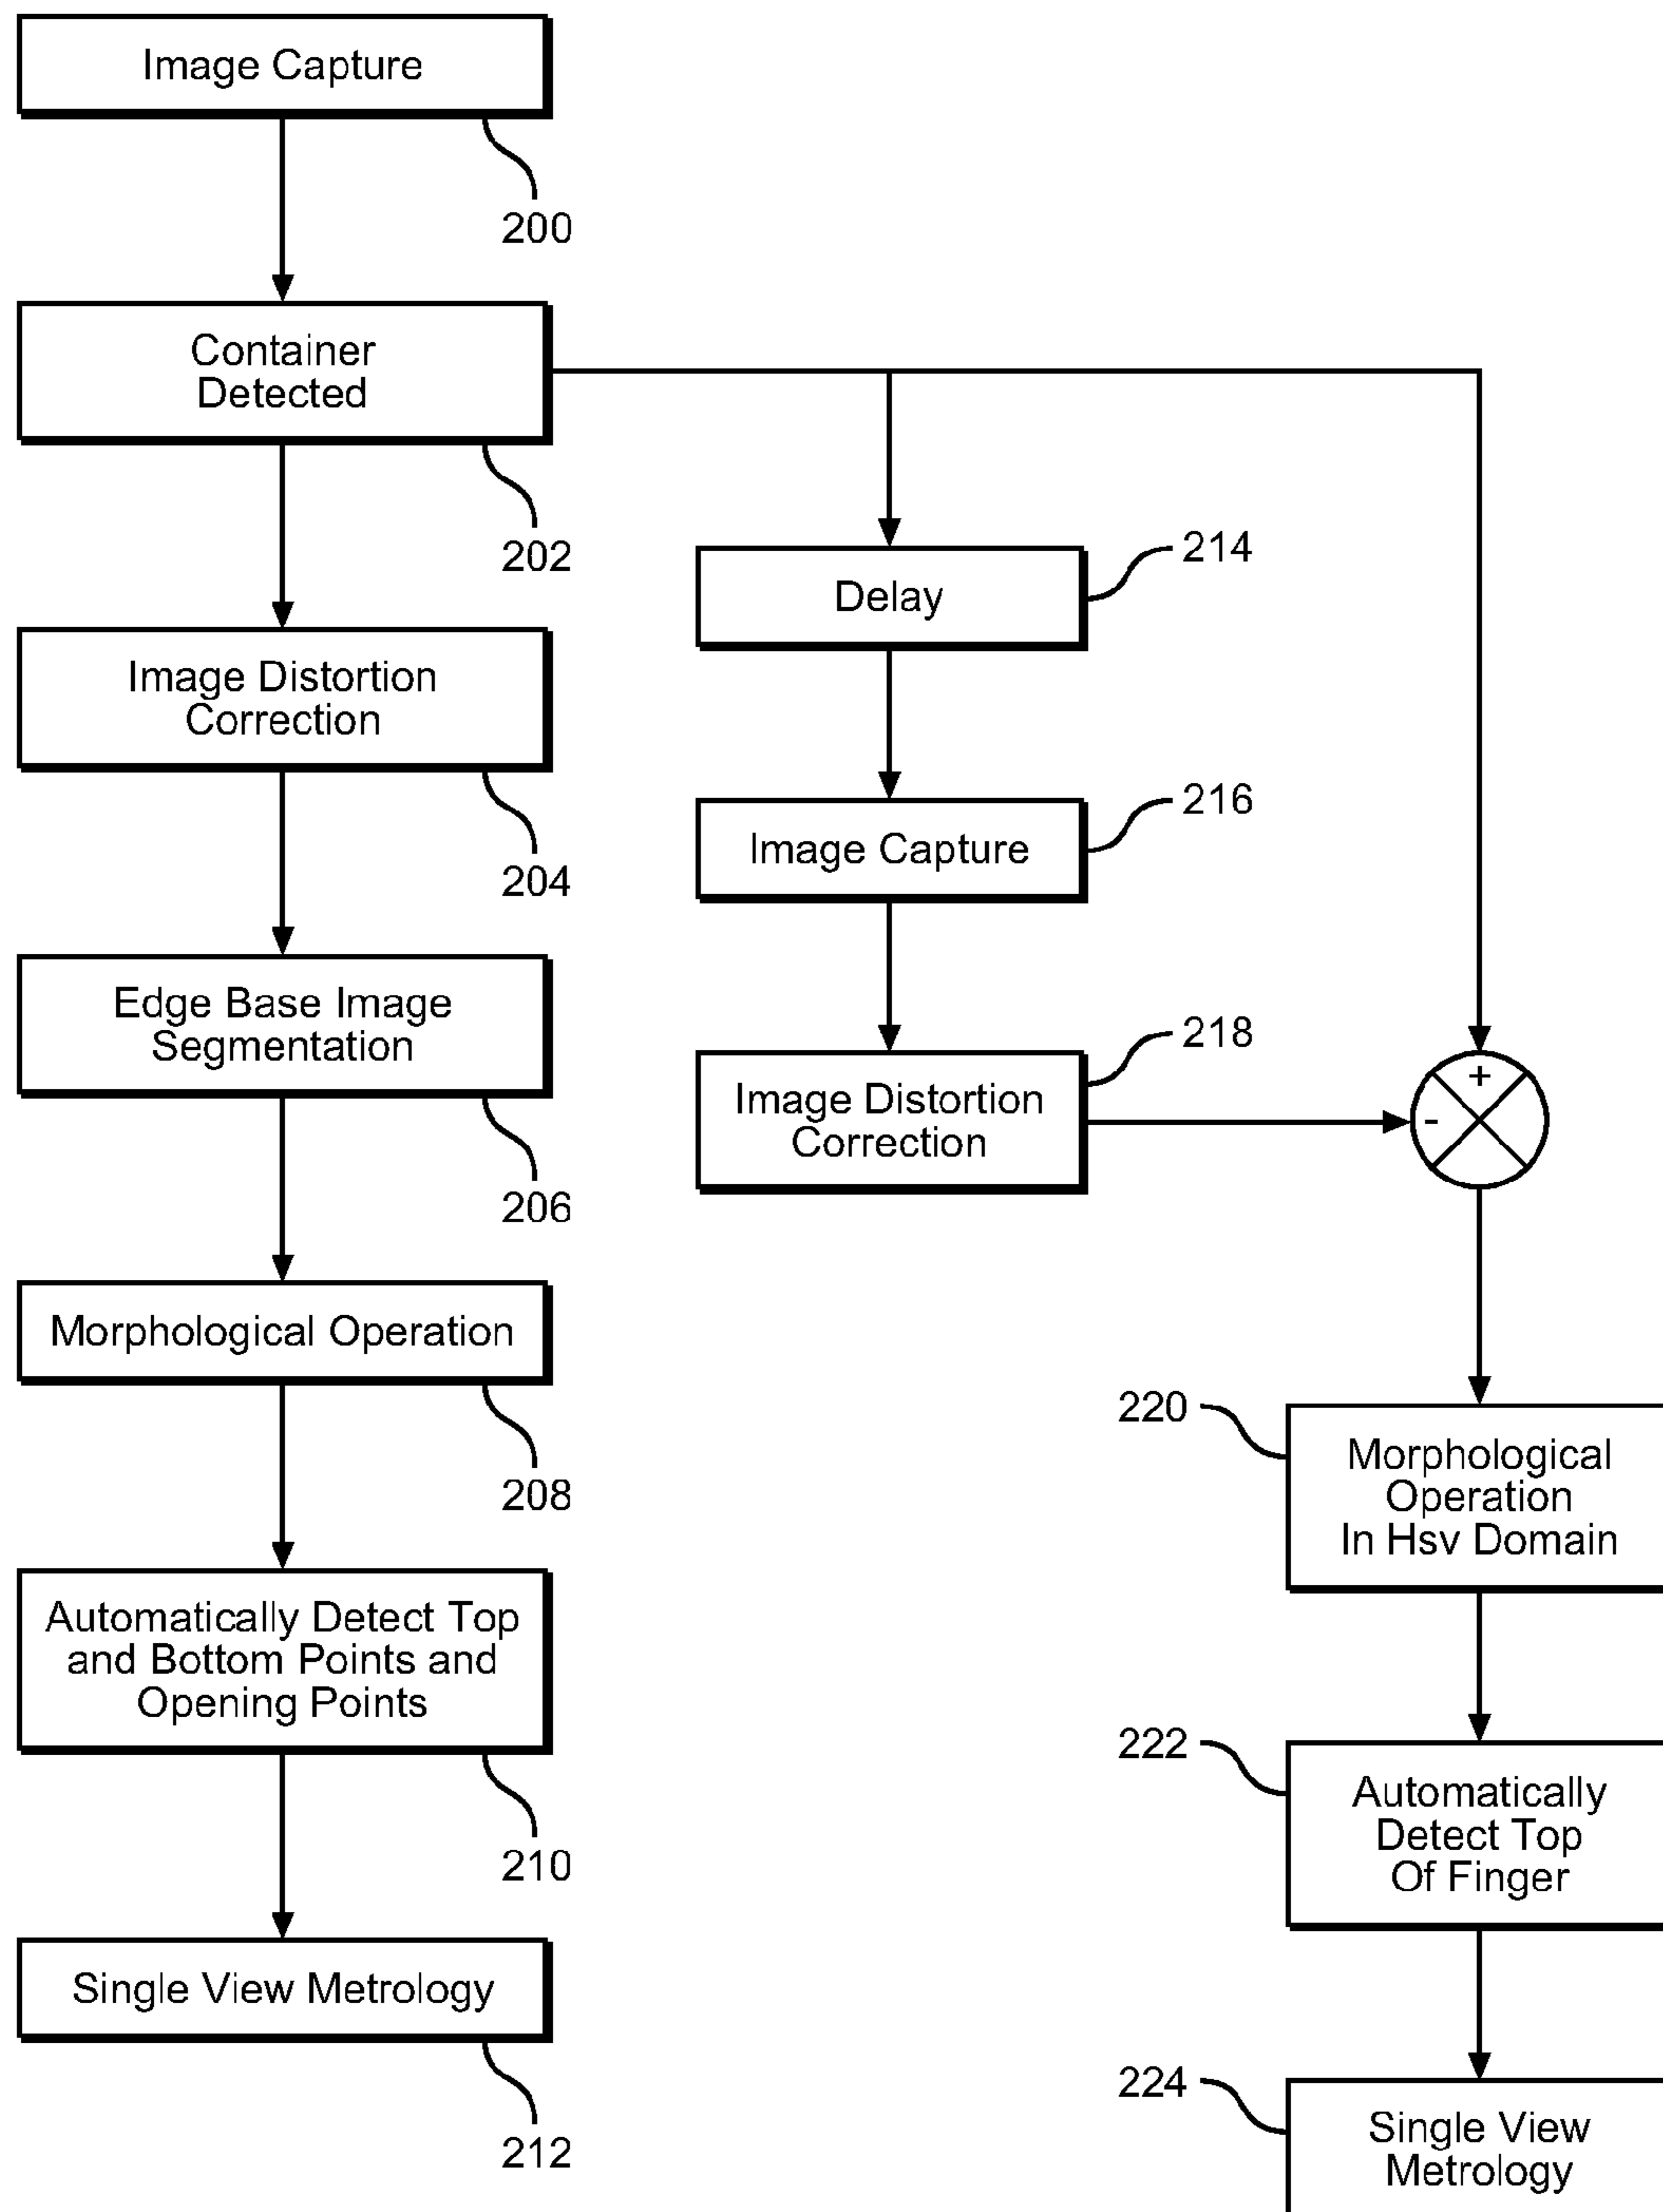 Image Capture
200
Container
Detected
202
Image Distortion
Correction
204
Edge Base Image
Segmentation
206
Morphological Operation
208
Automatically Detect Top
and Bottom Points and
Opening Points
210
Single View Metrology
212
Delay
214
Image Capture
216
Image Distortion
Correction
218
+
-
220
Morphological
Operation
In Hsv Domain
222
Automatically
Detect Top
Of Finger
224
Single View
Metrology